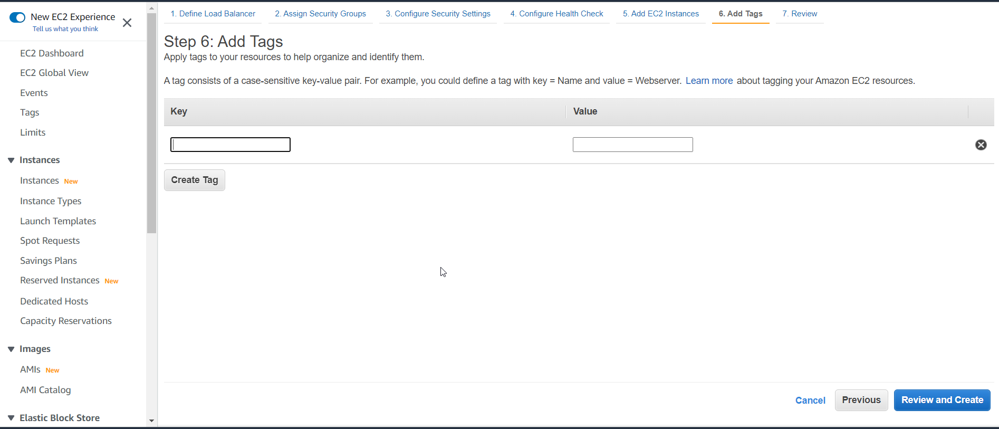 New EC2 Experience
Tell us what you think
EC2 Dashboard
EC2 Global View
Events
Tags
Limits
Instances
Instances New
Instance Types
Launch Templates
Spot Requests
Savings Plans
Reserved Instances New
Dedicated Hosts
Capacity Reservations
Images
AMIs New
AMI Catalog
Elastic Block Store
1. Define Load Balancer 2. Assign Security Groups 3. Configure Security Settings 4. Configure Health Check 5. Add EC2 Instances 6. Add Tags 7. Review
Step 6: Add Tags
Apply tags to your resources to help organize and identify them.
A tag consists of a case-sensitive key-value pair. For example, you could define a tag with key = Name and value = Webserver. Learn more about tagging your Amazon EC2 resources.
Key Value
Create Tag
Cancel Previous Review and Create